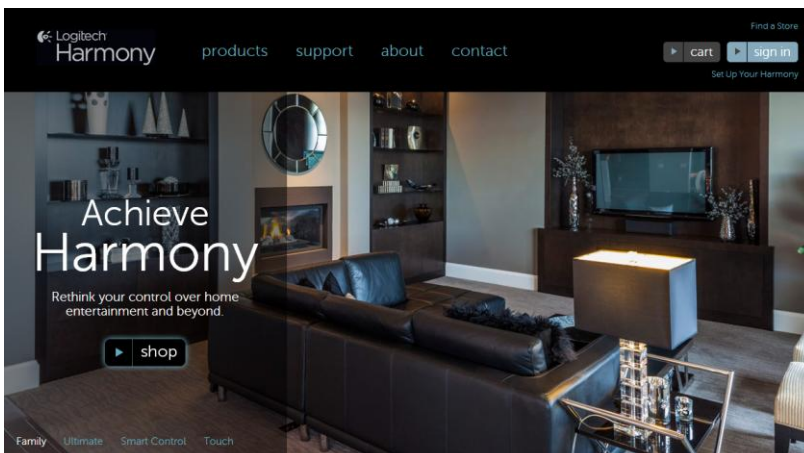 Find a Store
Logitech
Harmony
products support about contact
cart sign in
Set Up Your Harmony
Achieve
Harmony
Rethink your control over home
entertainment and beyond.
shop
Family Ultimate Smart Control Touch